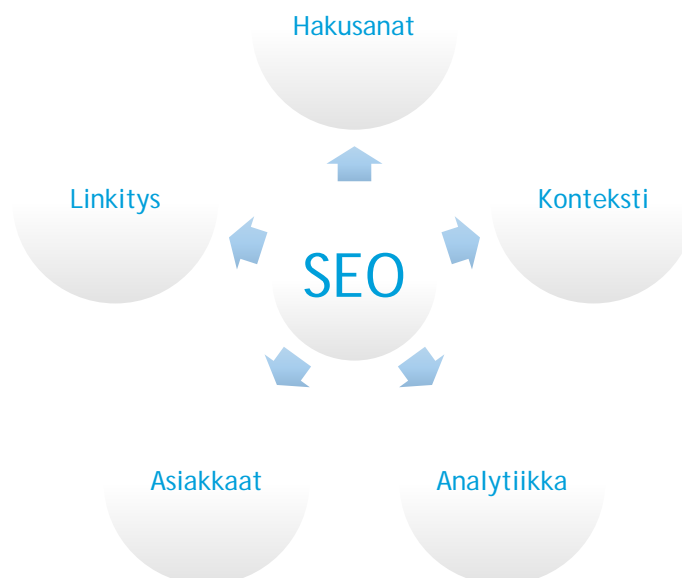 Hakusanat
Linkitys
Konteksti
SEO
Asiakkaat
Analytiikka